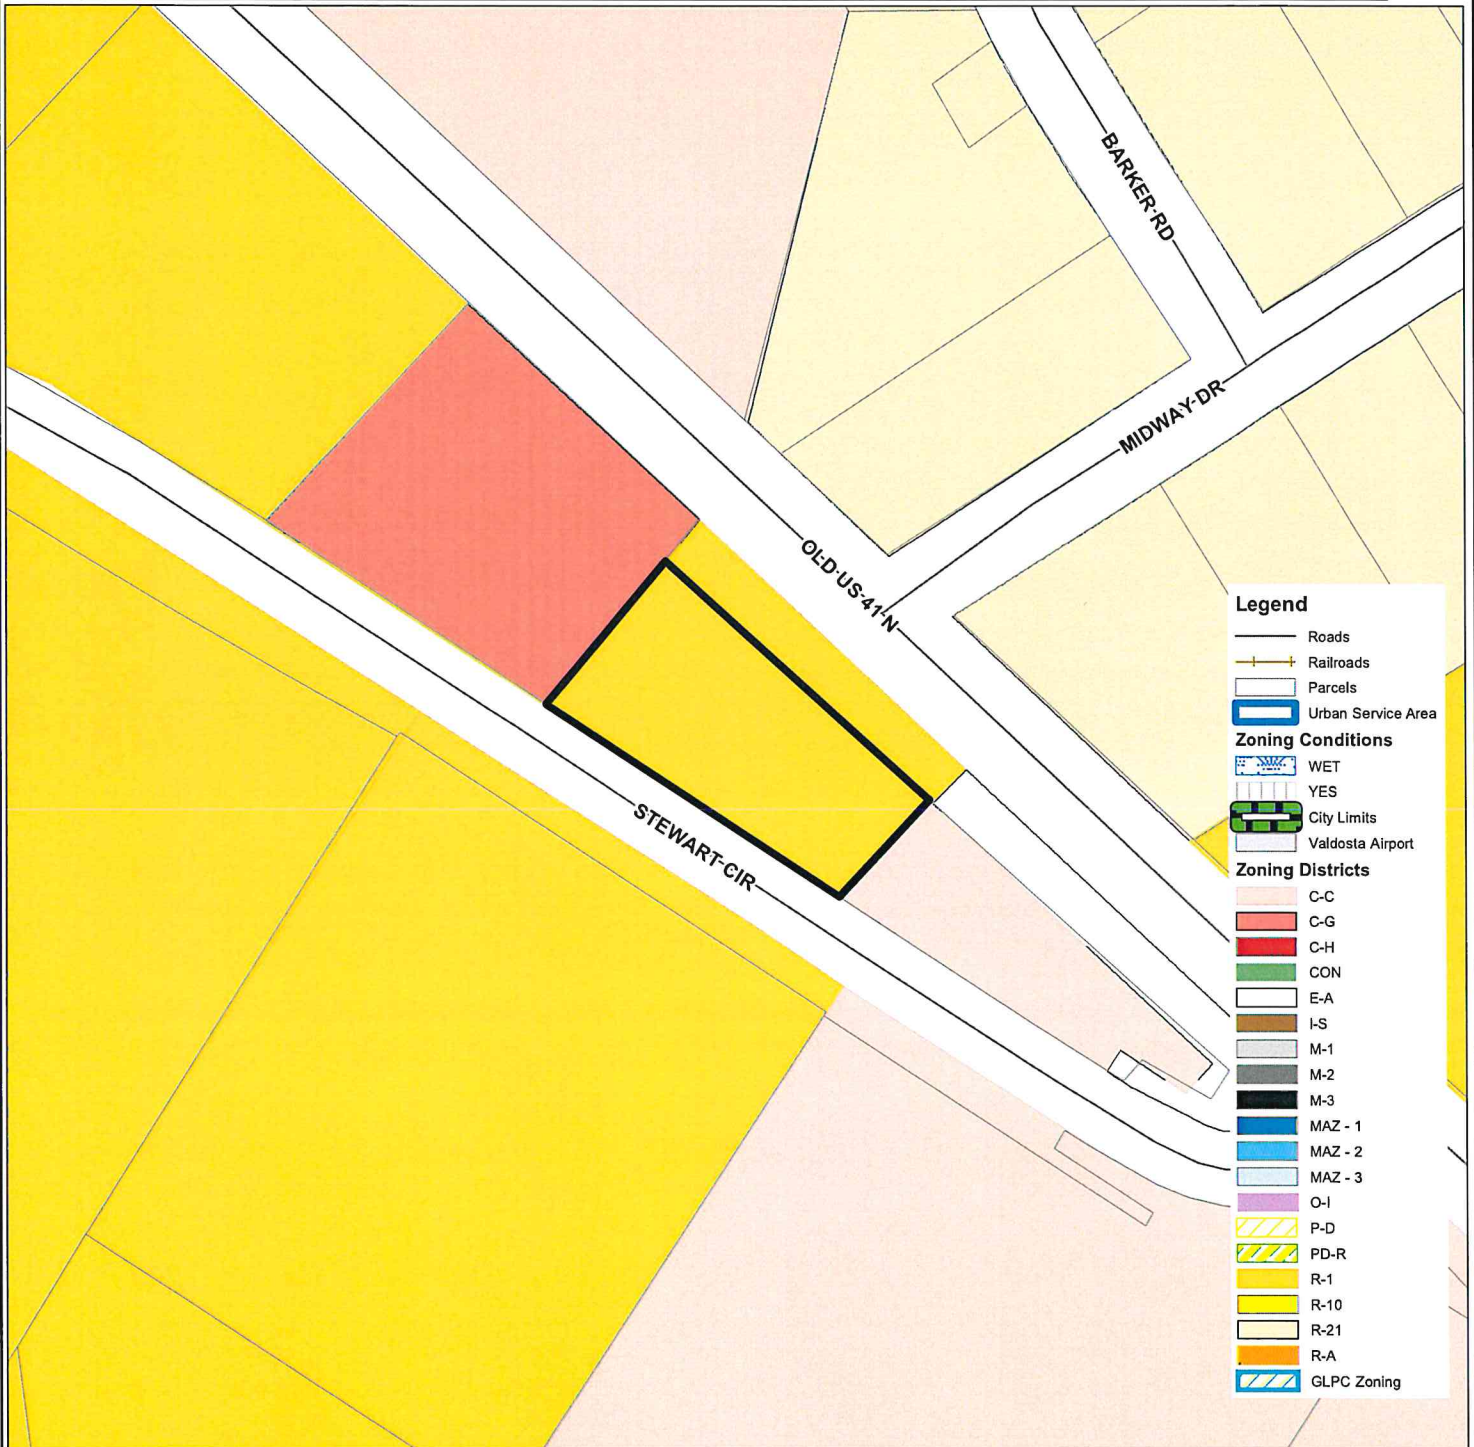 BARKER RD
MIDWAY DR
OLD US 41 N
STEWART CIR
Legend
Roads
Railroads
Parcels
Urban Service Area
Zoning Conditions
WET
YES
City Limits
Valdosta Airport
Zoning Districts
C-C
C-G
C-H
CON
E-A
I-S
M-1
M-2
M-3
MAZ - 1
MAZ - 2
MAZ - 3
O-I
P-D
PD-R
R-1
R-10
R-21
R-A
GLPC Zoning